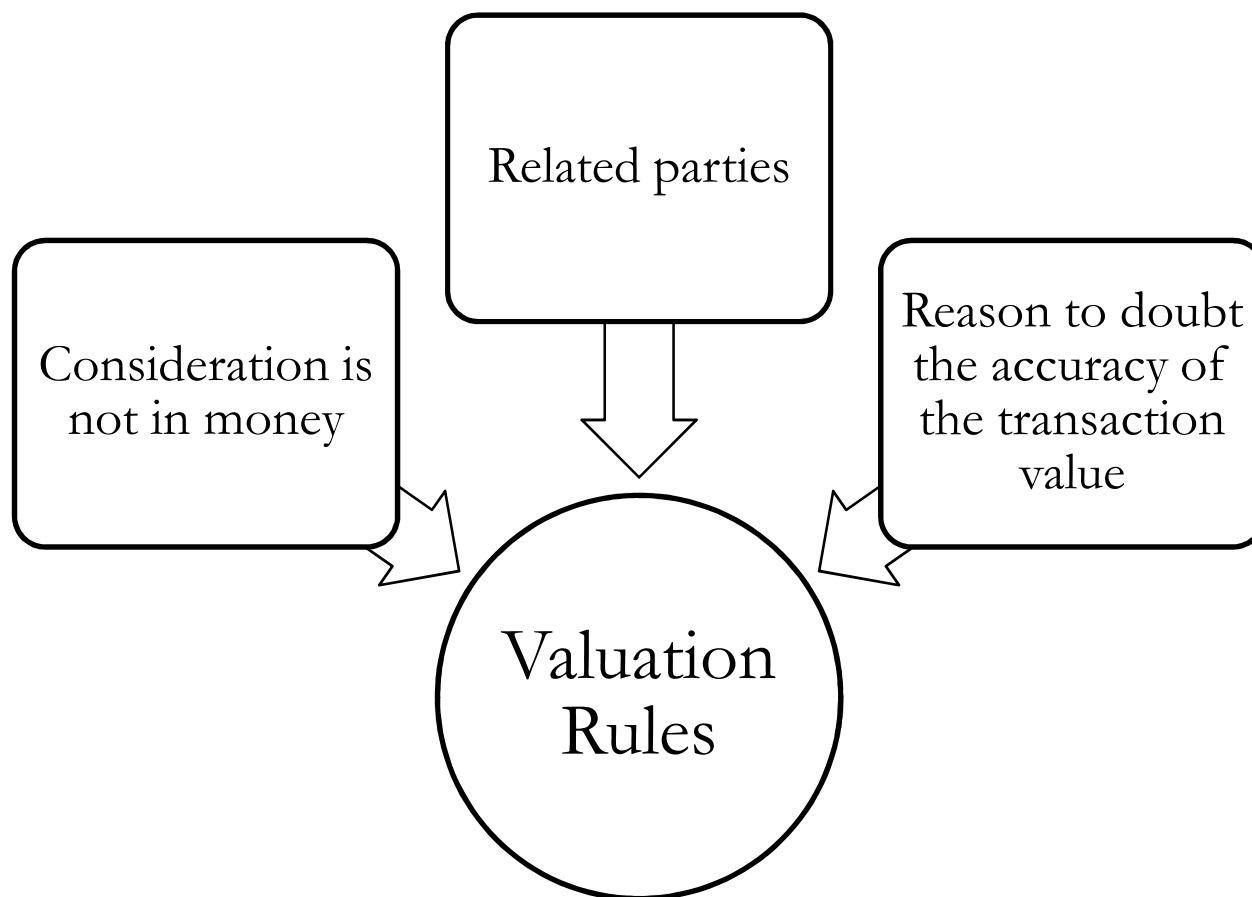 Related parties
Consideration is
not in money
Reason to doubt
the accuracy of
the transaction
value
Valuation
Rules